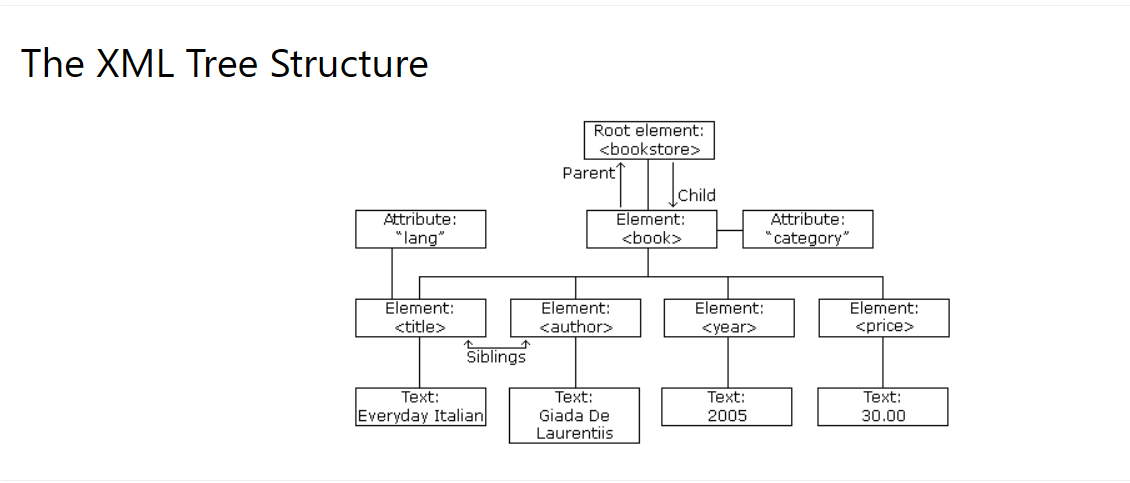 The XML Tree Structure
Root element:
<bookstore>
Parent
Child
Attribute:
"lang"
Element:
<book>
Attribute:
"category"
Element:
<title>
Element:
<author>
Element:
<year>
Element:
<price>
Siblings
Text:
Everyday Italian
Text:
Giada De
Laurentiis
Text:
2005
Text:
30.00